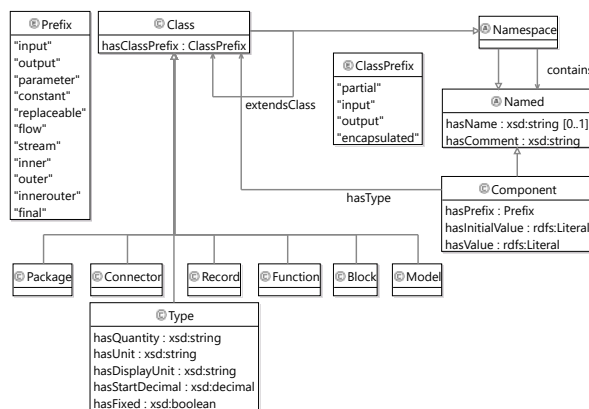 E Prefix
"input"
"output"
"parameter"
"constant"
"replaceable"
"flow"
"stream"
"inner"
"outer"
"innerouter"
"final"
C Class
hasClassPrefix : ClassPrefix
extendsClass
E ClassPrefix
"partial"
"input"
"output"
"encapsulated"
A Namespace
contains
A Named
hasName : xsd:string [0..1]
hasComment : xsd:string
hasType
C Component
hasPrefix : Prefix
hasInitialValue : rdfs:Literal
hasValue : rdfs:Literal
C Package
C Connector
C Record
C Function
C Block
C Model
C Type
hasQuantity : xsd:string
hasUnit : xsd:string
hasDisplayUnit : xsd:string
hasStartDecimal : xsd:decimal
hasFixed : xsd:boolean